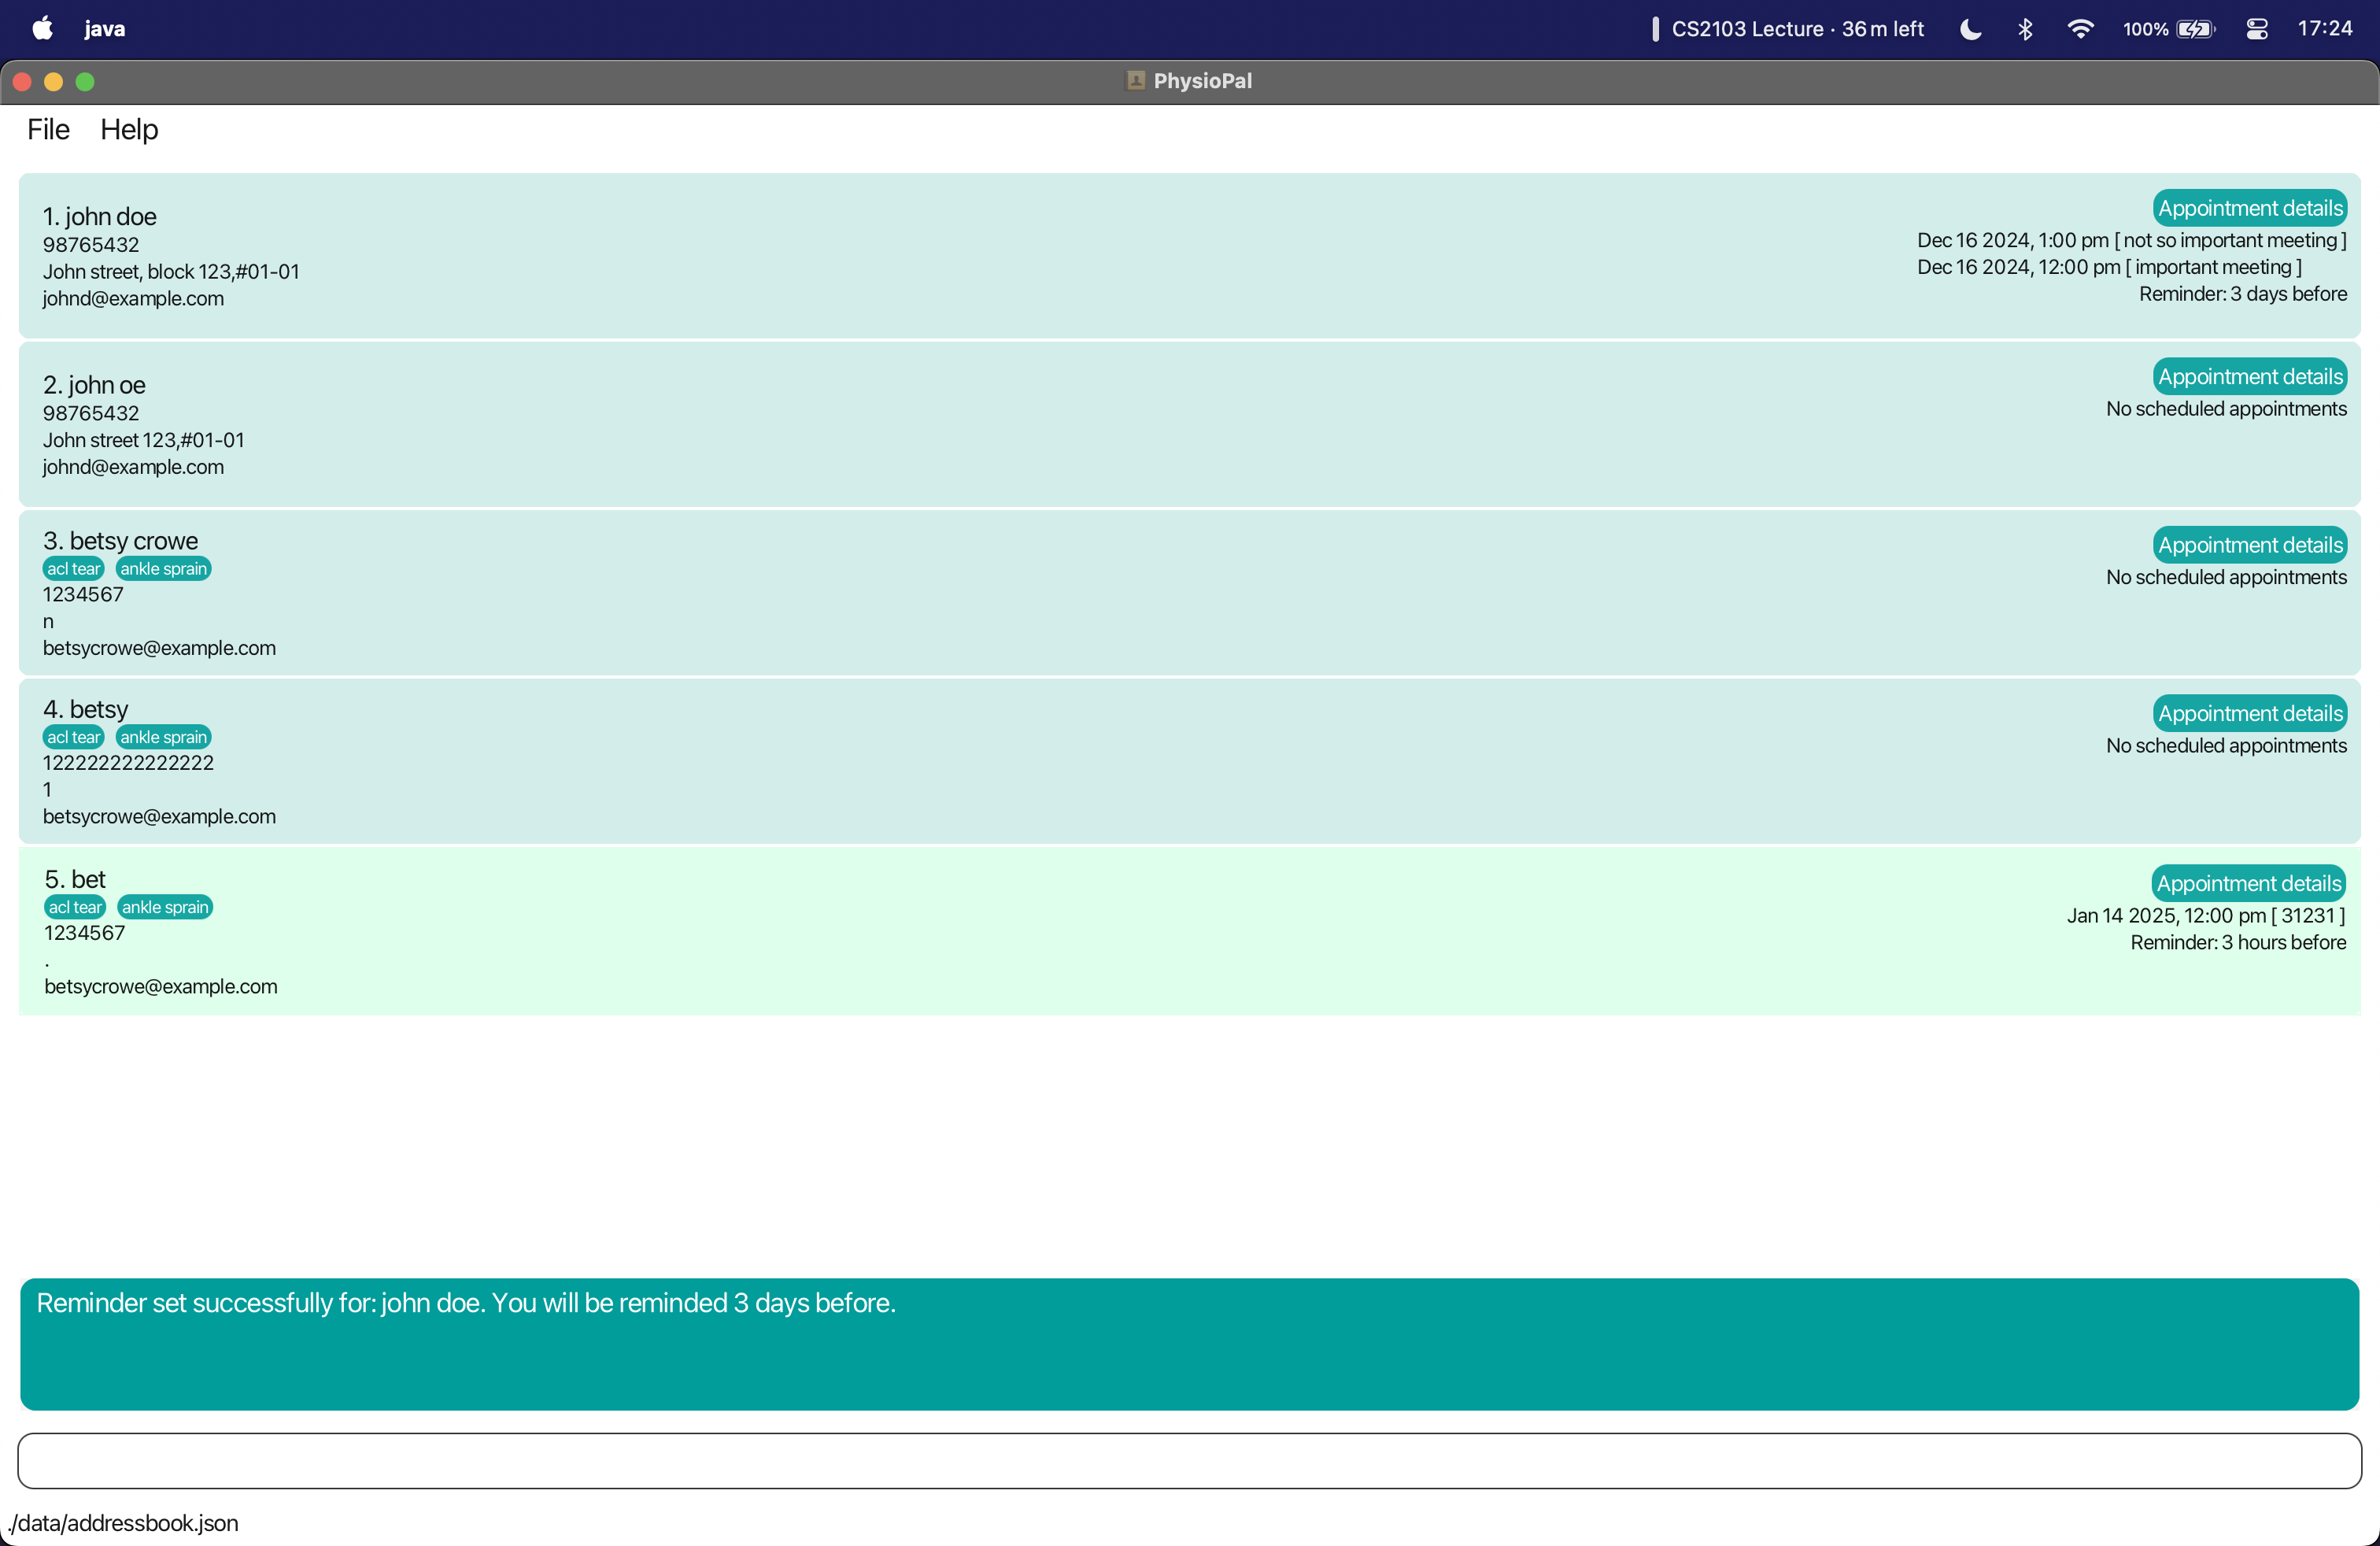 java
CS2103 Lecture · 36 m left
100%
17:24
PhysioPal
File Help
1. john doe
98765432
John street, block 123,#01-01
johnd@example.com
Appointment details
Dec 16 2024, 1:00 pm [ not so important meeting ]
Dec 16 2024, 12:00 pm [ important meeting ]
Reminder: 3 days before
2. john oe
98765432
John street 123,#01-01
johnd@example.com
Appointment details
No scheduled appointments
3. betsy crowe
acl tear ankle sprain
1234567
n
betsycrowe@example.com
Appointment details
No scheduled appointments
4. betsy
acl tear ankle sprain
122222222222222
1
betsycrowe@example.com
Appointment details
No scheduled appointments
5. bet
acl tear ankle sprain
1234567
.
betsycrowe@example.com
Appointment details
Jan 14 2025, 12:00 pm [ 31231 ]
Reminder: 3 hours before
Reminder set successfully for: john doe. You will be reminded 3 days before.
./data/addressbook.json